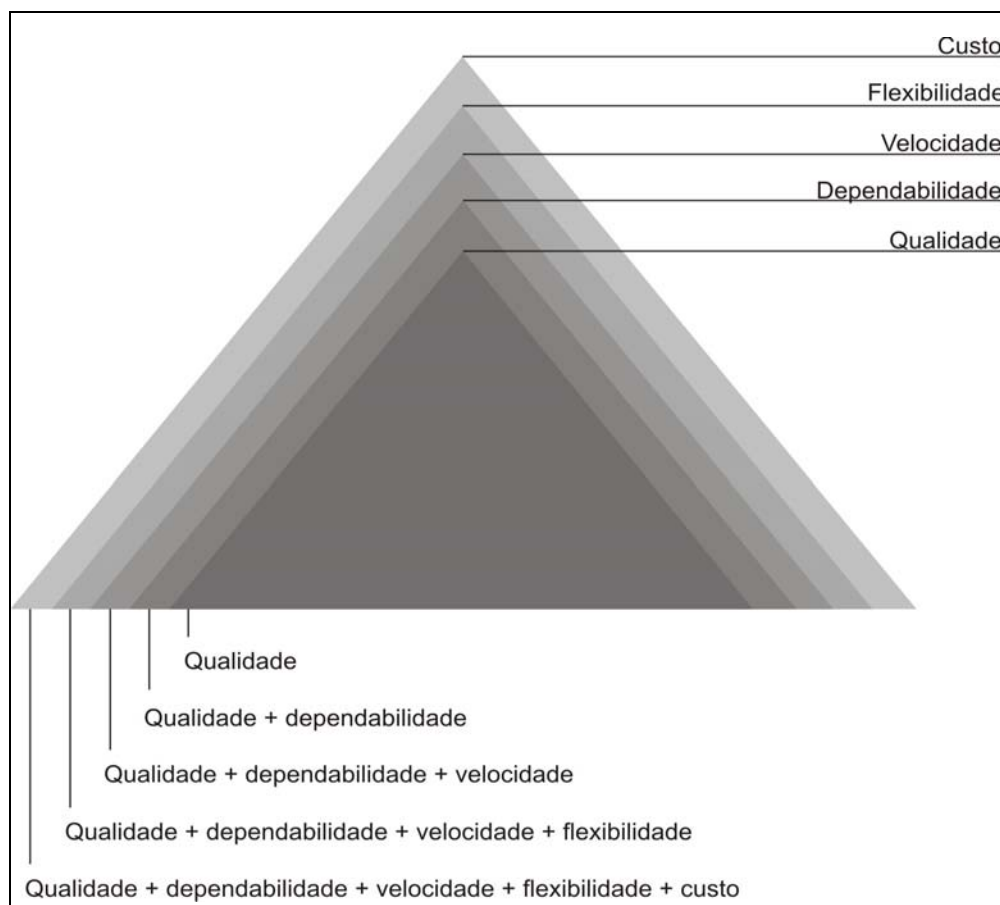 Custo
Flexibilidade
Velocidade
Dependabilidade
Qualidade
Qualidade
Qualidade + dependabilidade
Qualidade + dependabilidade + velocidade
Qualidade + dependabilidade + velocidade + flexibilidade
Qualidade + dependabilidade + velocidade + flexibilidade + custo